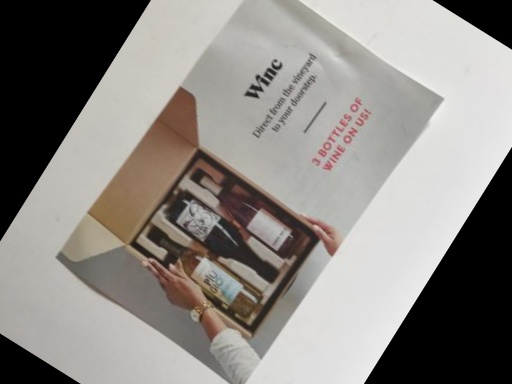 Winc
Direct from the vineyard
to your doorstep.
3 BOTTLES OF
WINE ON US!